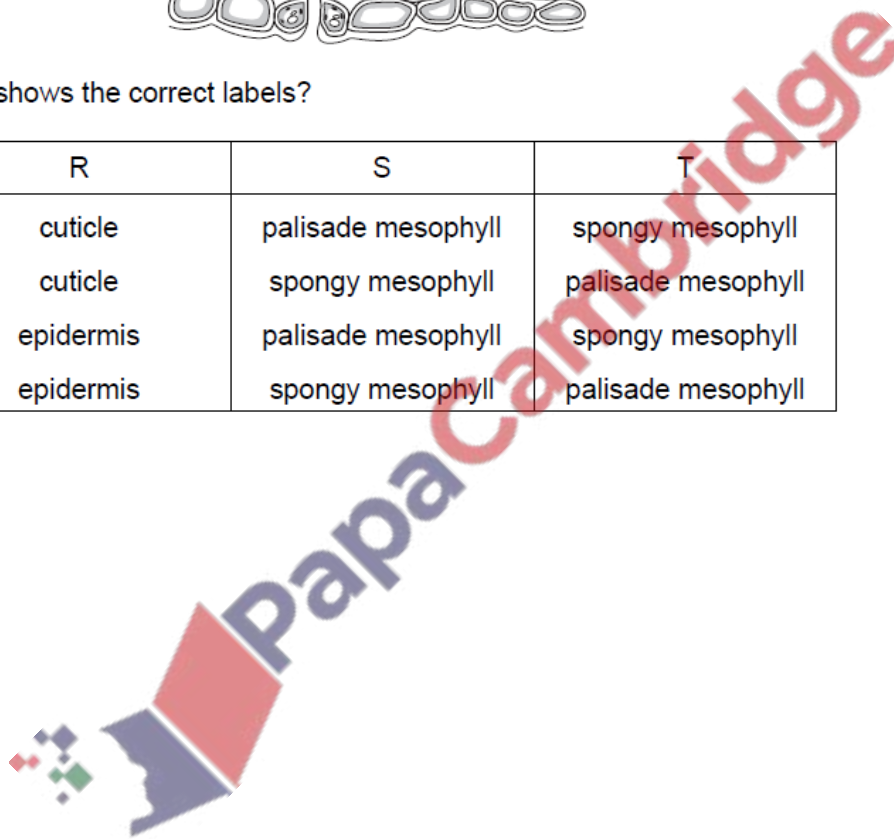 shows the correct labels?
R S T
cuticle palisade mesophyll spongy mesophyll
cuticle spongy mesophyll palisade mesophyll
epidermis palisade mesophyll spongy mesophyll
epidermis spongy mesophyll palisade mesophyll
PapaCambridge